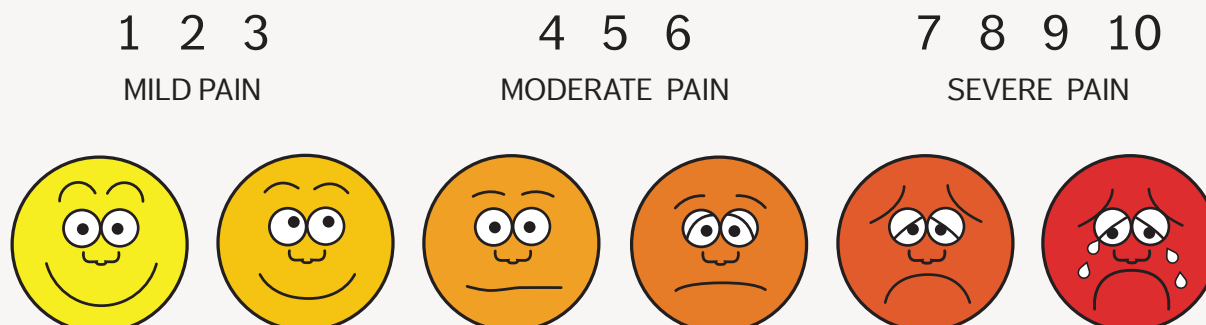 1 2 3 4 5 6 7 8 9 10
MILD PAIN MODERATE PAIN SEVERE PAIN